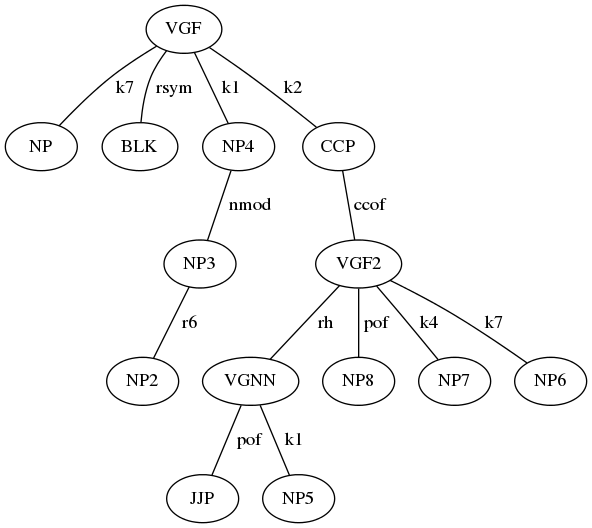 VGF
k7 rsym k1 k2
NP BLK NP4 CCP
nmod ccof
NP3 VGF2
r6 rh pof k4 k7
NP2 VGNN NP8 NP7 NP6
pof k1
JJP NP5